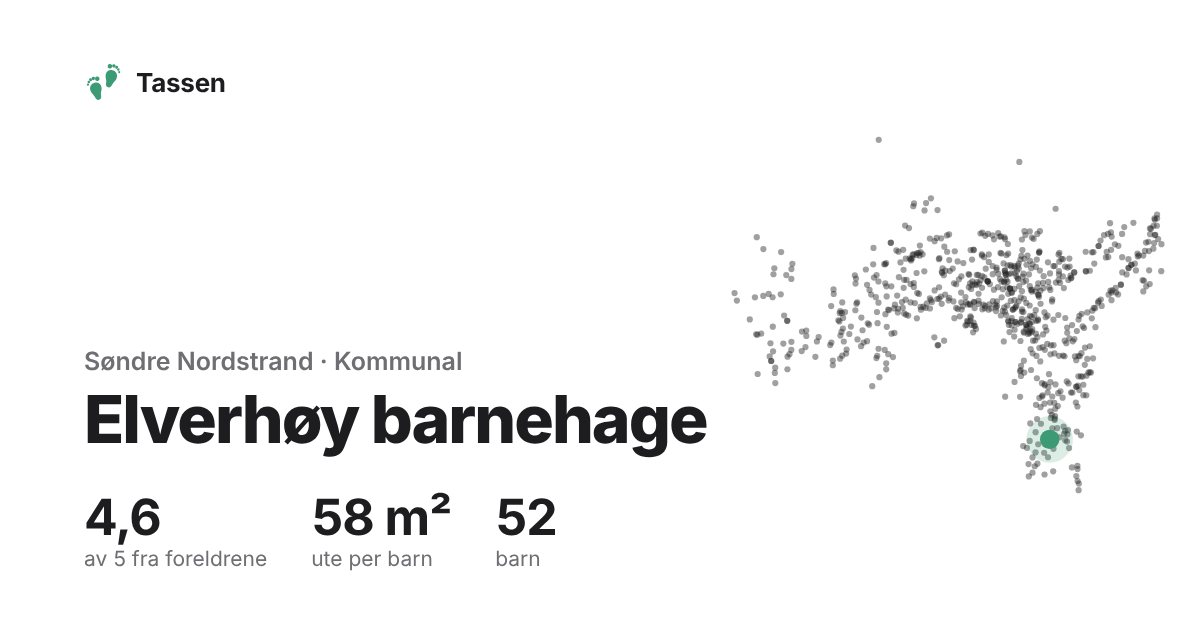 Tassen
Søndre Nordstrand · Kommunal
Elverhøy barnehage
4,6 58 m² 52
av 5 fra foreldrene ute per barn barn